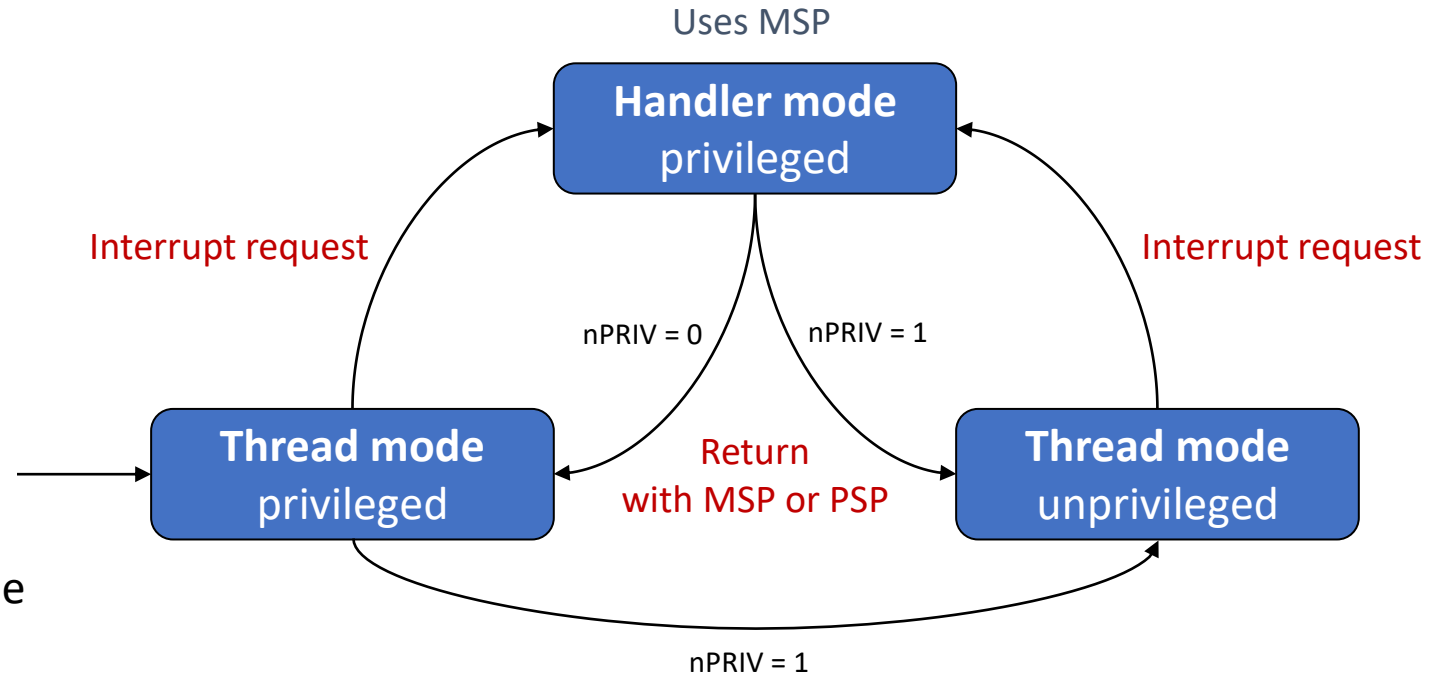 Uses MSP
Handler mode
privileged
Interrupt request
Interrupt request
nPRIV = 0
nPRIV = 1
Thread mode
privileged
Return
with MSP or PSP
Thread mode
unprivileged
e
nPRIV = 1